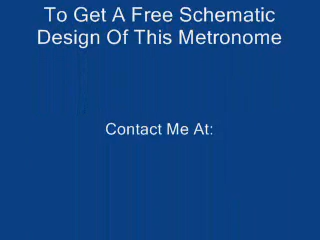 To Get A Free Schematic
Design Of This Metronome
Contact Me At: